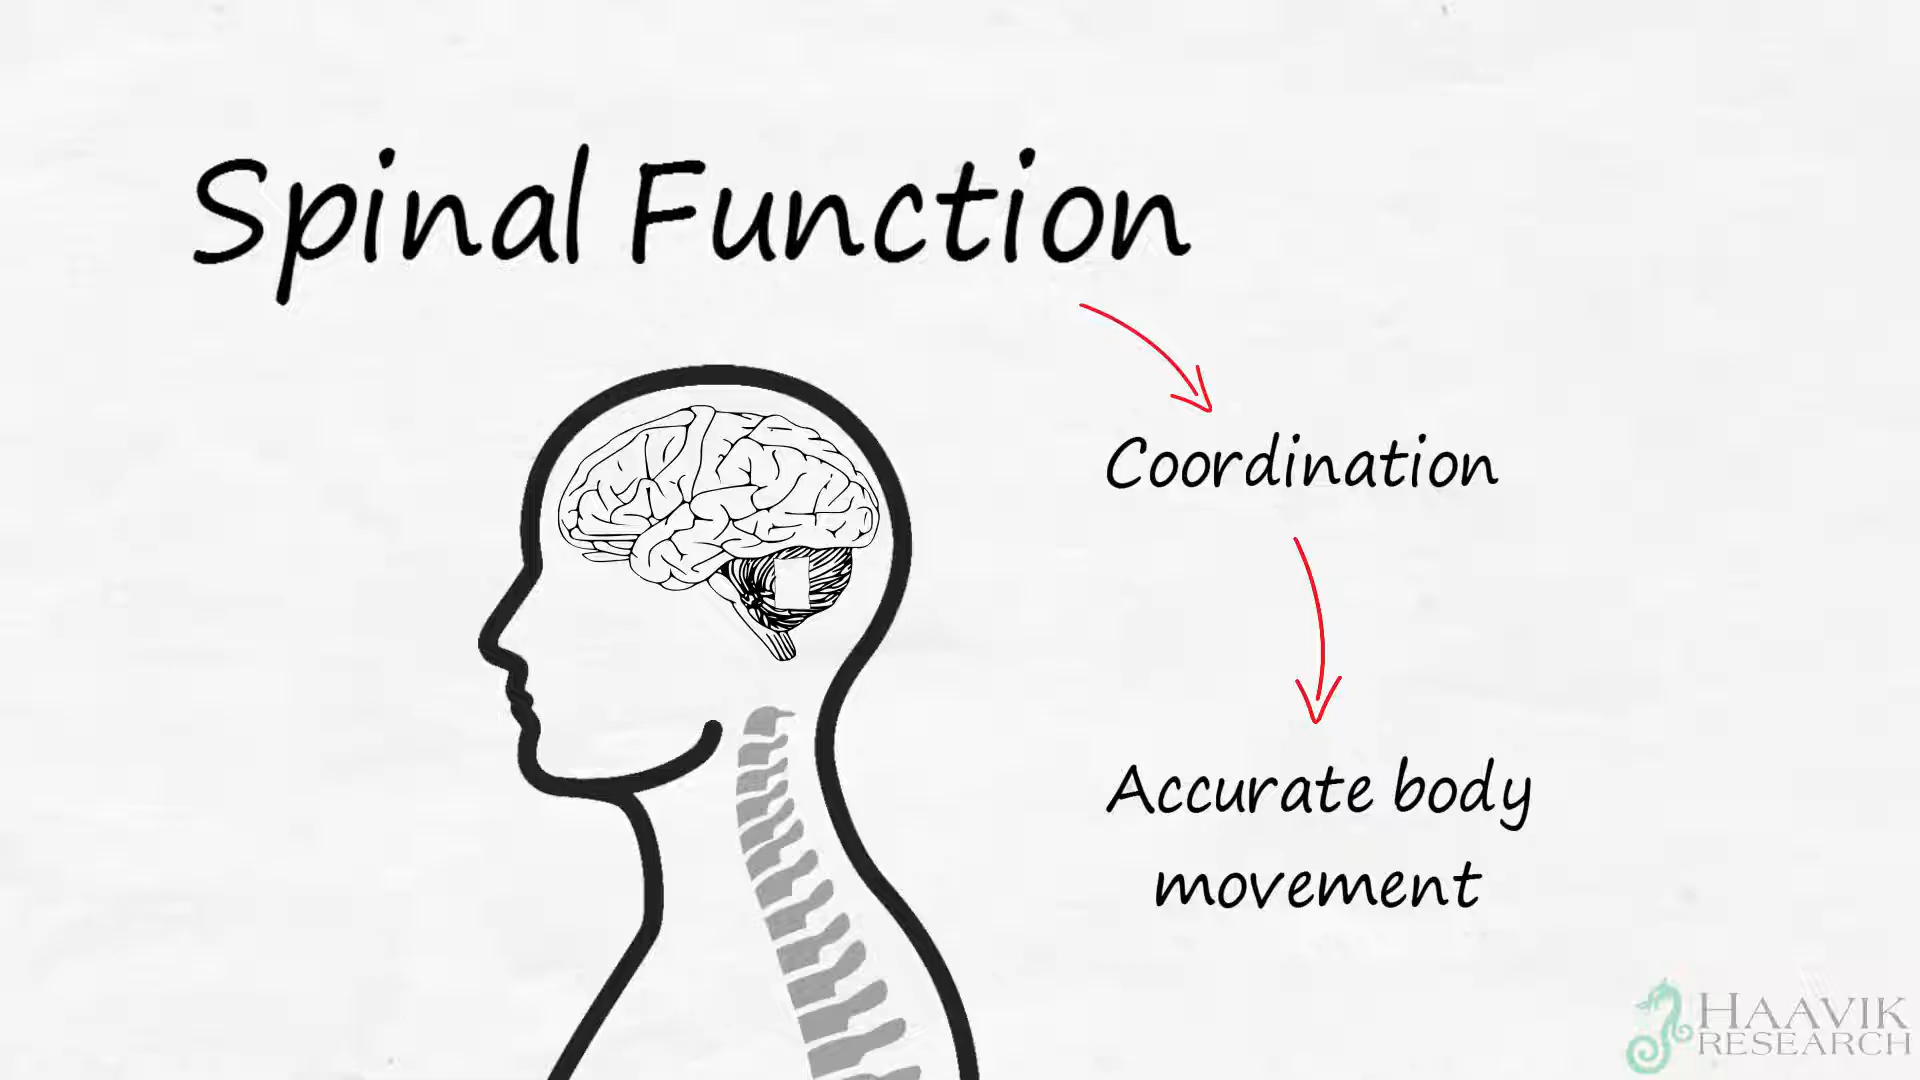 Spinal Function
Coordination
Accurate body
movement
HAAVIK
RESEARCH